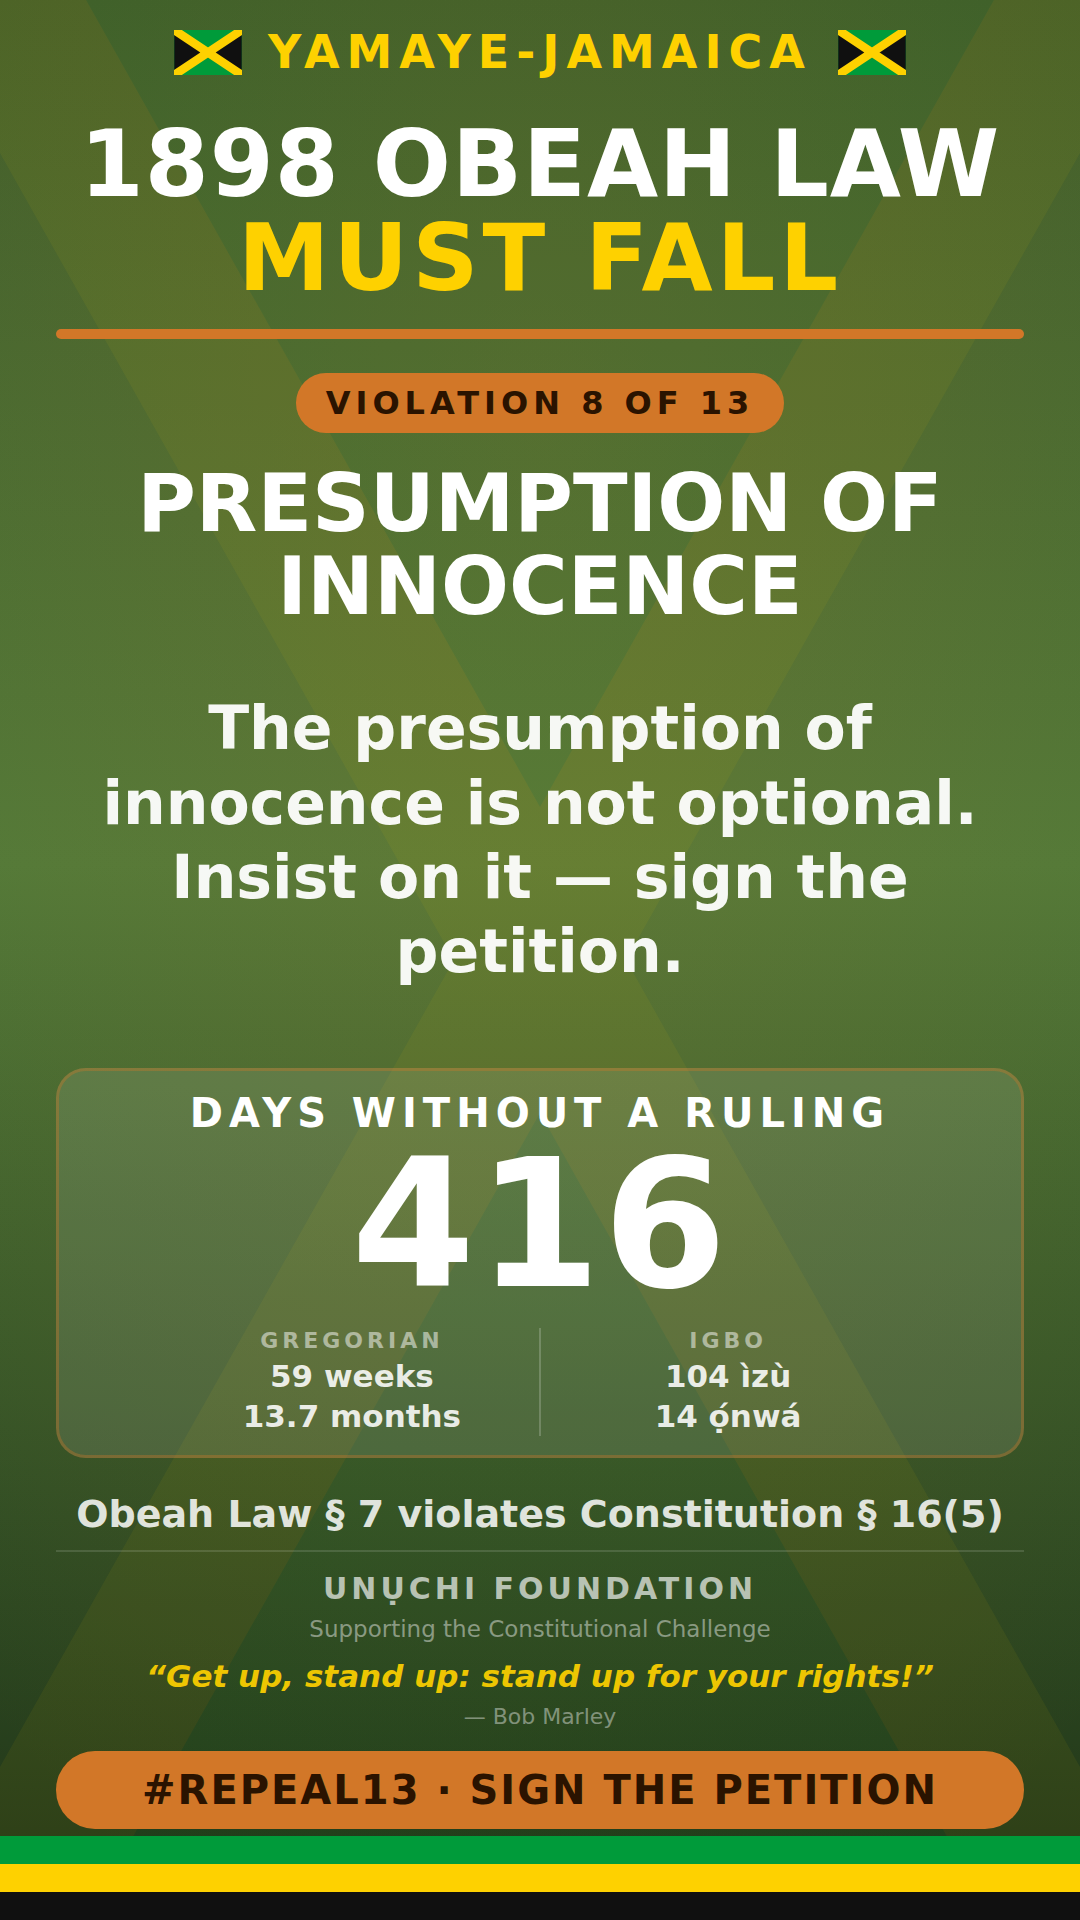 YAMAYE-JAMAICA
1898 OBEAH LAW
MUST FALL
VIOLATION 8 OF 13
PRESUMPTION OF
INNOCENCE
The presumption of
innocence is not optional.
Insist on it — sign the
petition.
DAYS WITHOUT A RULING
416
GREGORIAN
59 weeks
13.7 months
IGBO
104 ìzù
14 ọ́nwá
Obeah Law § 7 violates Constitution § 16(5)
UNỤCHI FOUNDATION
Supporting the Constitutional Challenge
“Get up, stand up: stand up for your rights!”
— Bob Marley
#REPEAL13 · SIGN THE PETITION